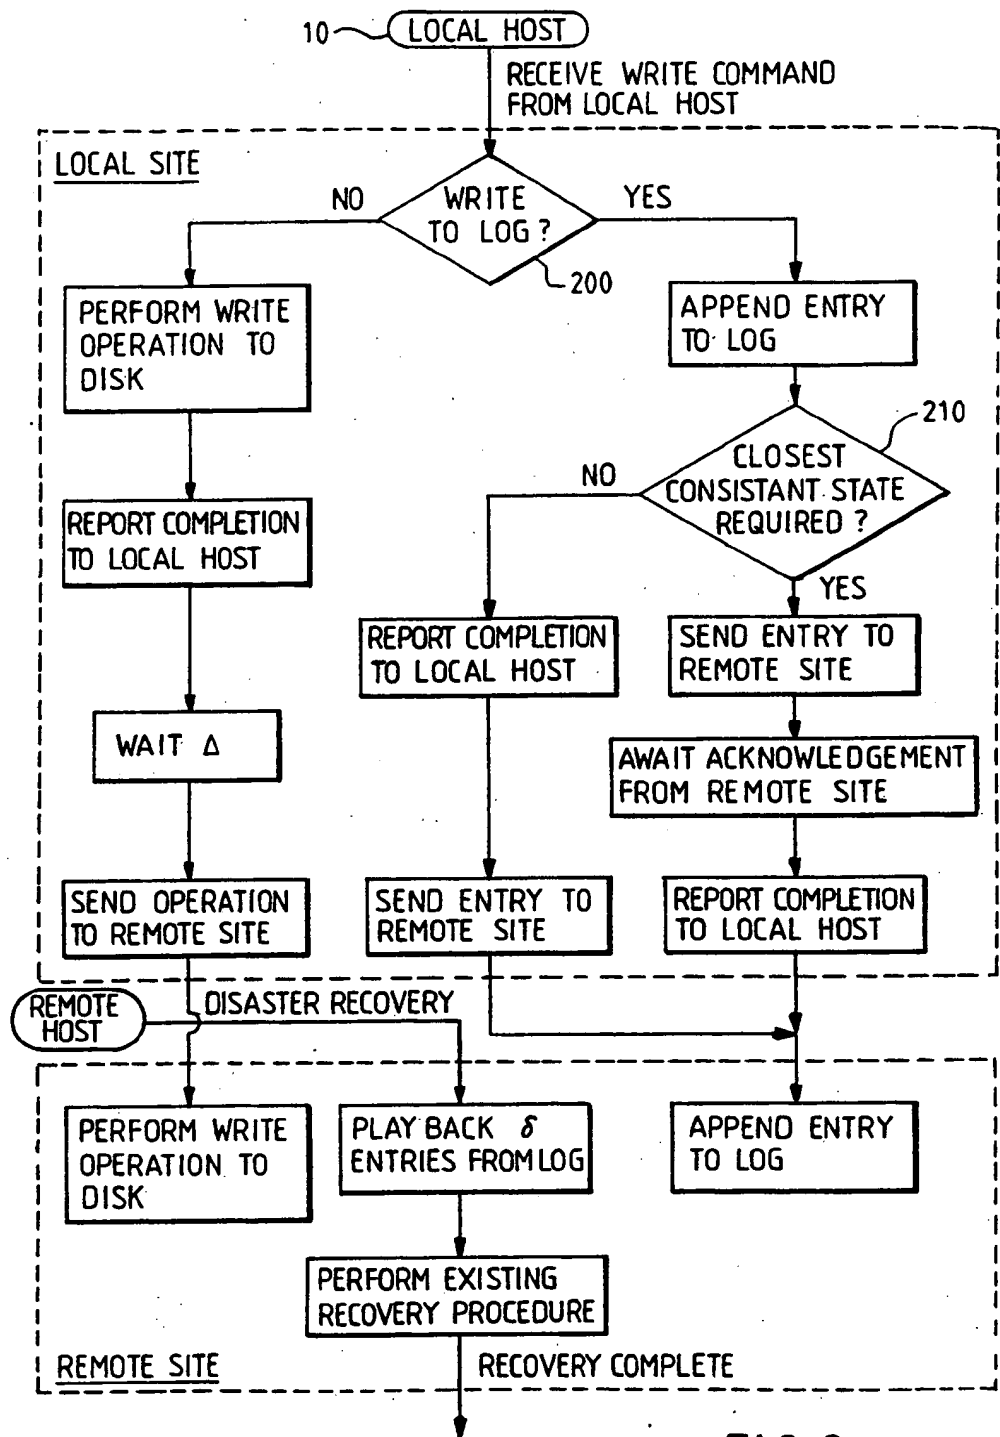 10
LOCAL HOST
RECEIVE WRITE COMMAND
FROM LOCAL HOST
LOCAL SITE
NO
WRITE
TO LOG?
YES
200
PERFORM WRITE
OPERATION TO
DISK
APPEND ENTRY
TO LOG
210
CLOSEST
CONSISTANT STATE
REQUIRED ?
NO
YES
REPORT COMPLETION
TO LOCAL HOST
REPORT COMPLETION
TO LOCAL HOST
SEND ENTRY TO
REMOTE SITE
WAIT Δ
AWAIT ACKNOWLEDGEMENT
FROM REMOTE SITE
SEND OPERATION
TO REMOTE SITE
SEND ENTRY TO
REMOTE SITE
REPORT COMPLETION
TO LOCAL HOST
REMOTE
HOST
DISASTER RECOVERY
PERFORM WRITE
OPERATION TO
DISK
PLAY BACK δ
ENTRIES FROM LOG
APPEND ENTRY
TO LOG
PERFORM EXISTING
RECOVERY PROCEDURE
REMOTE SITE
RECOVERY COMPLETE